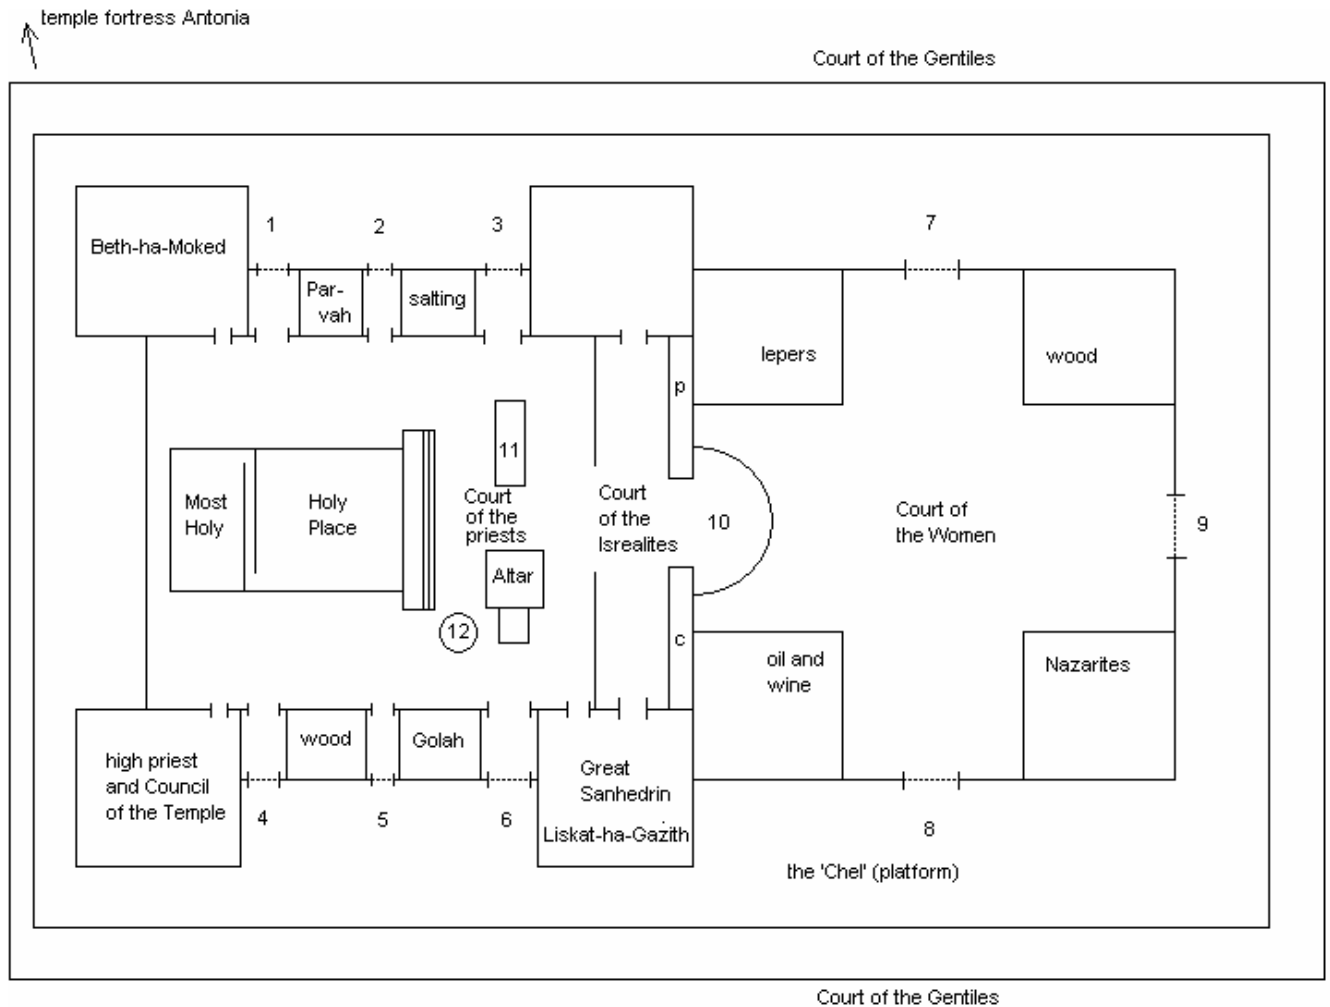 temple fortress Antonia
Court of the Gentiles
1
2
3
7
Beth-ha-Moked
Par-
vah
salting
lepers
wood
p
11
Most
Holy
Holy
Place
Court
of the
priests
Court
of the
Isrealites
10
Court of
the Women
9
Altar
12
c
oil and
wine
Nazarites
high priest
and Council
of the Temple
wood
Golah
Great
Sanhedrin
Liskat-ha-Gazith
4
5
6
8
the 'Chel' (platform)
Court of the Gentiles